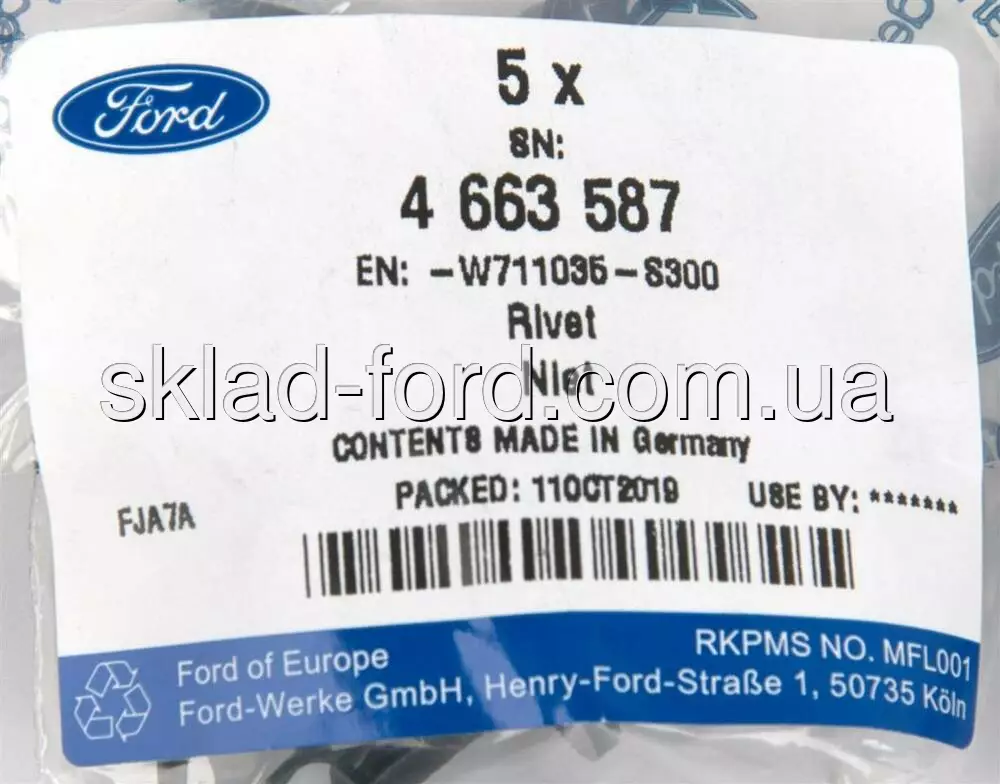 Ford
5 x
SN:
4 663 587
EN: -W711035-S300
Rivet
Niet
sklad-ford.com.ua
CONTENTS MADE IN Germany
PACKED: 11OCT2019 USE BY: *******
FJA7A
RKPMS NO. MFL001
Ford of Europe
Ford-Werke GmbH, Henry-Ford-Straße 1, 50735 Köln